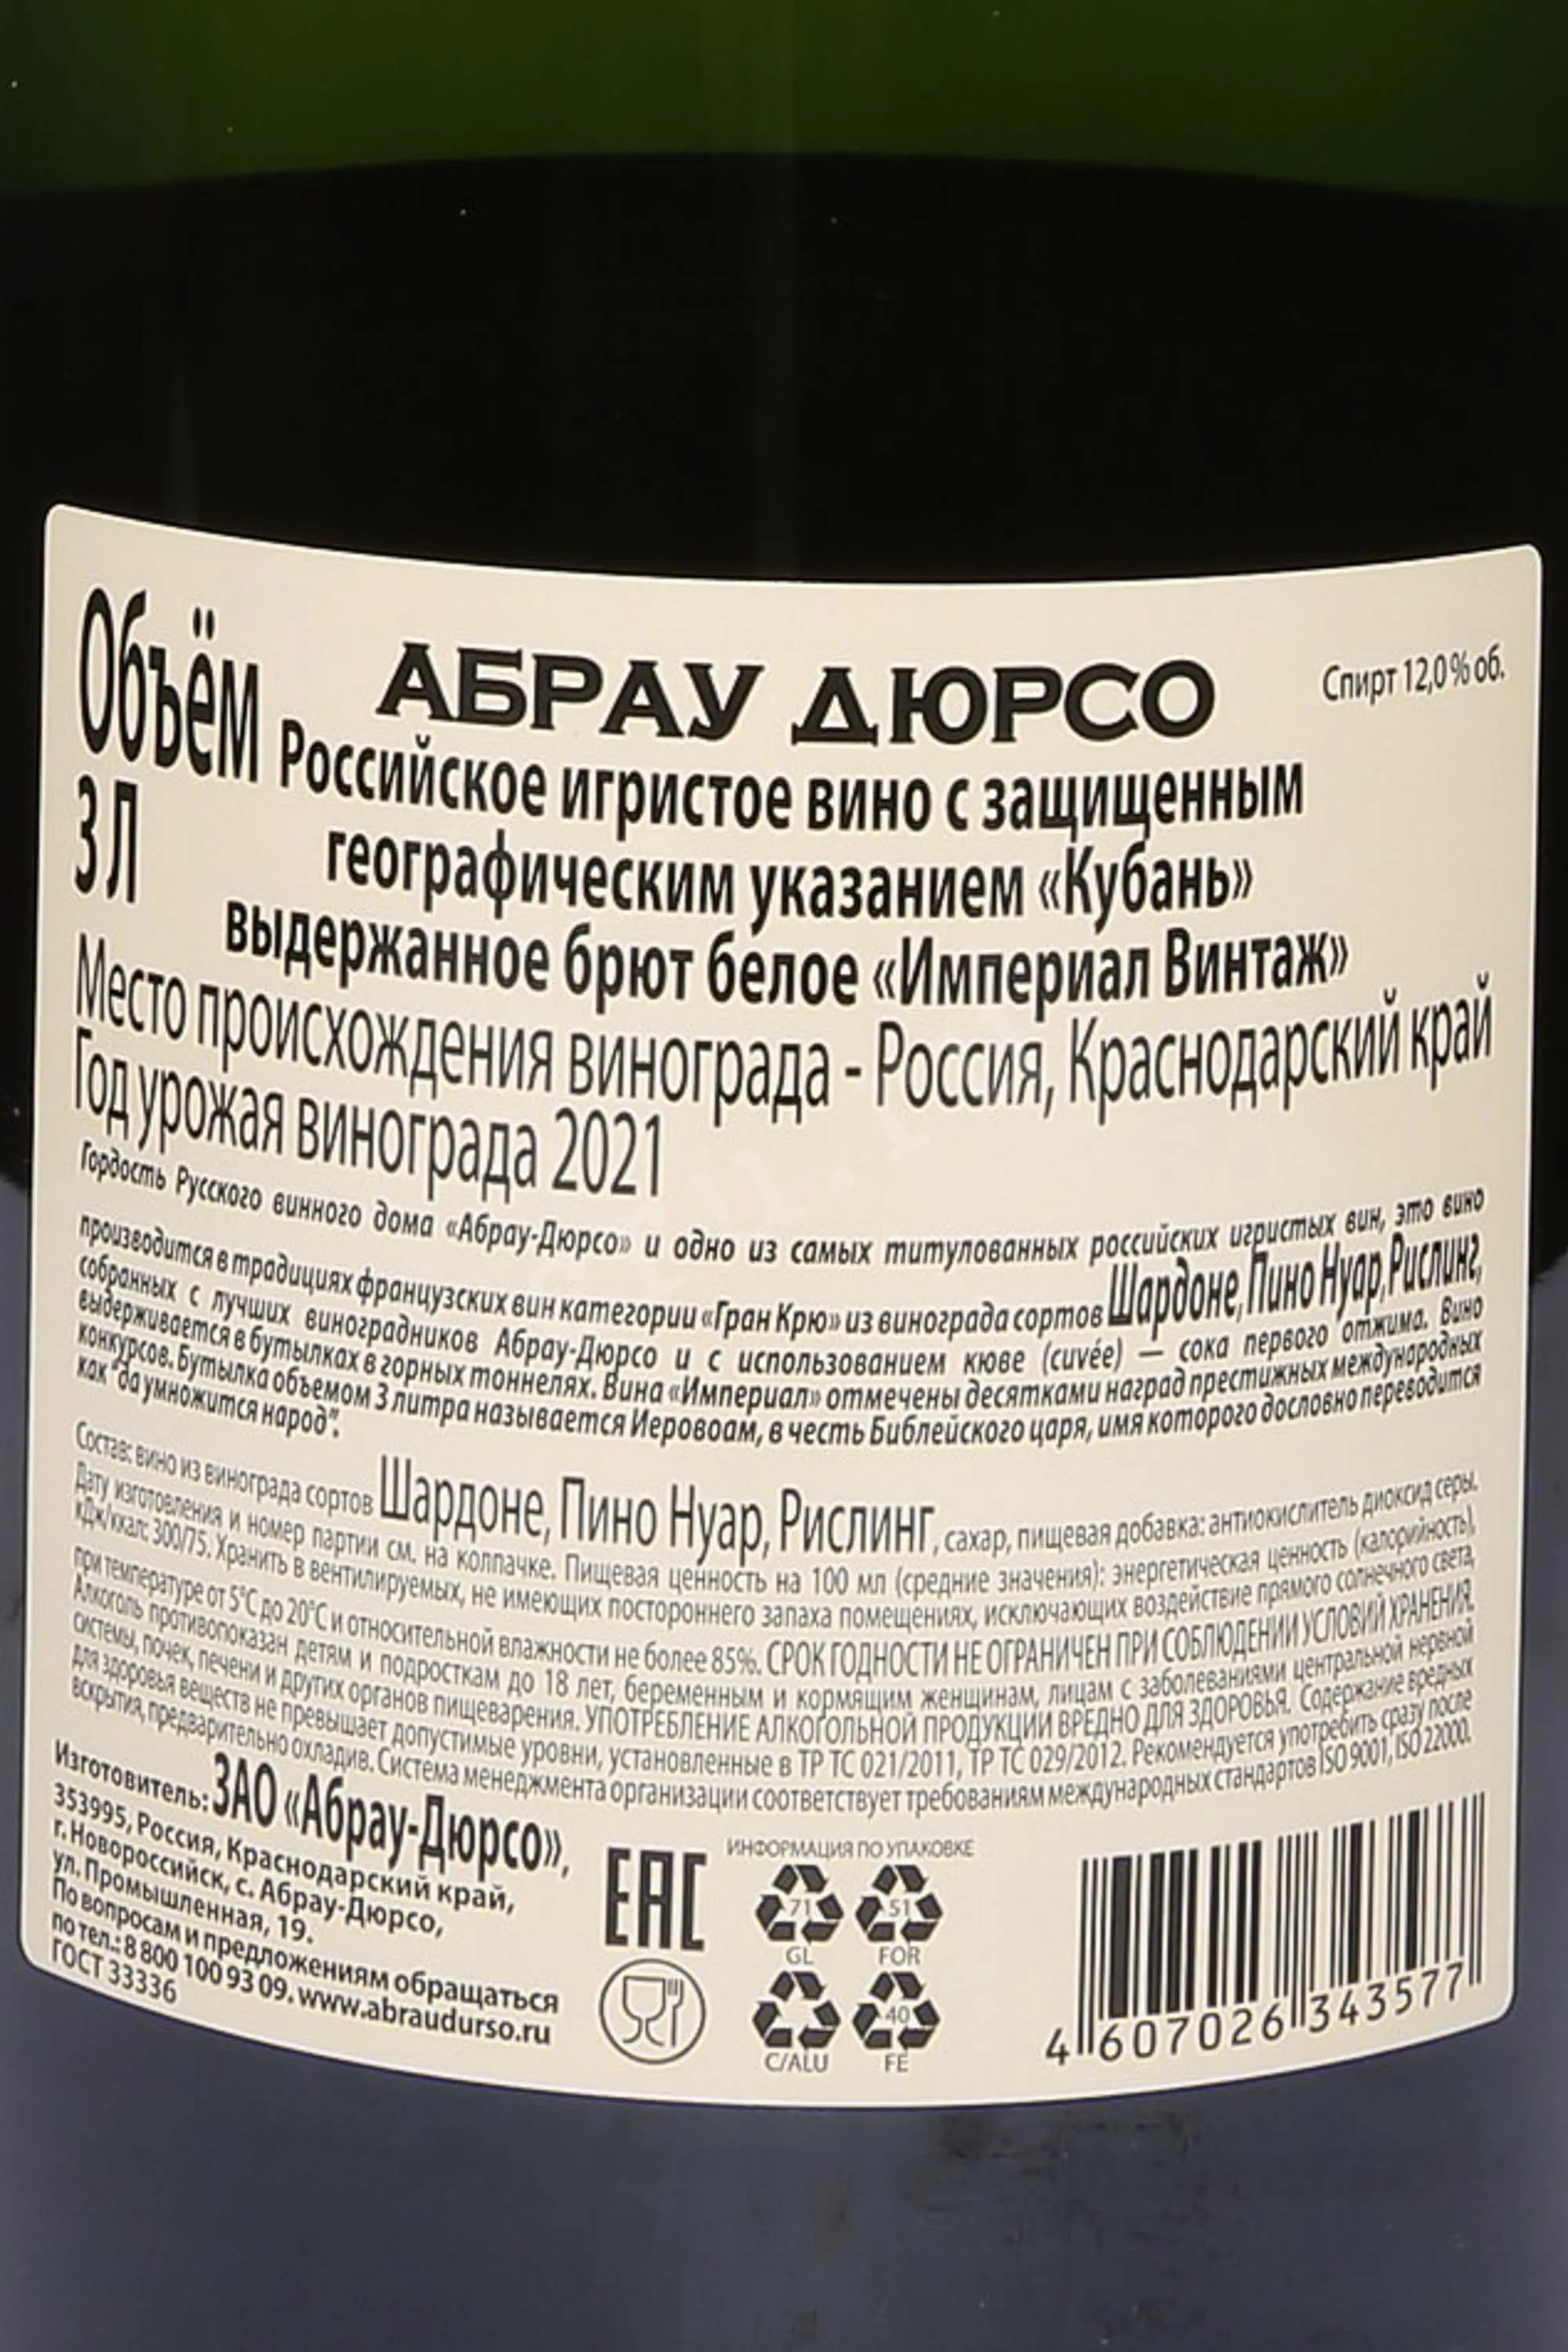 Объём
3 Л
АБРАУ ДЮРСО
Спирт 12,0 % об.
Российское игристое вино с защищенным
географическим указанием «Кубань»
выдержанное брют белое «Империал Винтаж»
Место происхождения винограда - Россия, Краснодарский край
Год урожая винограда 2021
Гордость Русского винного дома «Абрау-Дюрсо» и одно из самых титулованных российских игристых вин, это вино
производится в традициях французских вин категории «Гран Крю» из винограда сортов Шардоне, Пино Нуар, Рислинг,
собранных с лучших виноградников Абрау-Дюрсо и с использованием кюве (cuvée) — сока первого отжима. Вино
выдерживается в бутылках в горных тоннелях. Вина «Империал» отмечены десятками наград престижных международных
конкурсов. Бутылка объемом 3 литра называется Иеровоам, в честь Библейского царя, имя которого дословно переводится
как "да умножится народ".
Состав: вино из винограда сортов Шардоне, Пино Нуар, Рислинг, сахар, пищевая добавка: антиокислитель диоксид серы.
Дату изготовления и номер партии см. на колпачке. Пищевая ценность на 100 мл (средние значения): энергетическая ценность (калорийность),
кДж/ккал: 300/75. Хранить в вентилируемых, не имеющих постороннего запаха помещениях, исключающих воздействие прямого солнечного света,
при температуре от 5°С до 20°С и относительной влажности не более 85%. СРОК ГОДНОСТИ НЕ ОГРАНИЧЕН ПРИ СОБЛЮДЕНИИ УСЛОВИЙ ХРАНЕНИЯ.
Алкоголь противопоказан детям и подросткам до 18 лет, беременным и кормящим женщинам, лицам с заболеваниями центральной нервной
системы, почек, печени и других органов пищеварения. УПОТРЕБЛЕНИЕ АЛКОГОЛЬНОЙ ПРОДУКЦИИ ВРЕДНО ДЛЯ ЗДОРОВЬЯ. Содержание вредных
для здоровья веществ не превышает допустимые уровни, установленные в ТР ТС 021/2011, ТР ТС 029/2012. Рекомендуется употребить сразу после
вскрытия, предварительно охладив. Система менеджмента организации соответствует требованиям международных стандартов ISO 9001, ISO 22000.
Изготовитель: ЗАО «Абрау-Дюрсо»,
353995, Россия, Краснодарский край,
г. Новороссийск, с. Абрау-Дюрсо,
ул. Промышленная, 19.
По вопросам и предложениям обращаться
по тел.: 8 800 100 93 09. www.abraudurso.ru
ГОСТ 33336
EAC
ИНФОРМАЦИЯ ПО УПАКОВКЕ
71
51
GL
FOR
40
C/ALU
FE
4 607026 343577